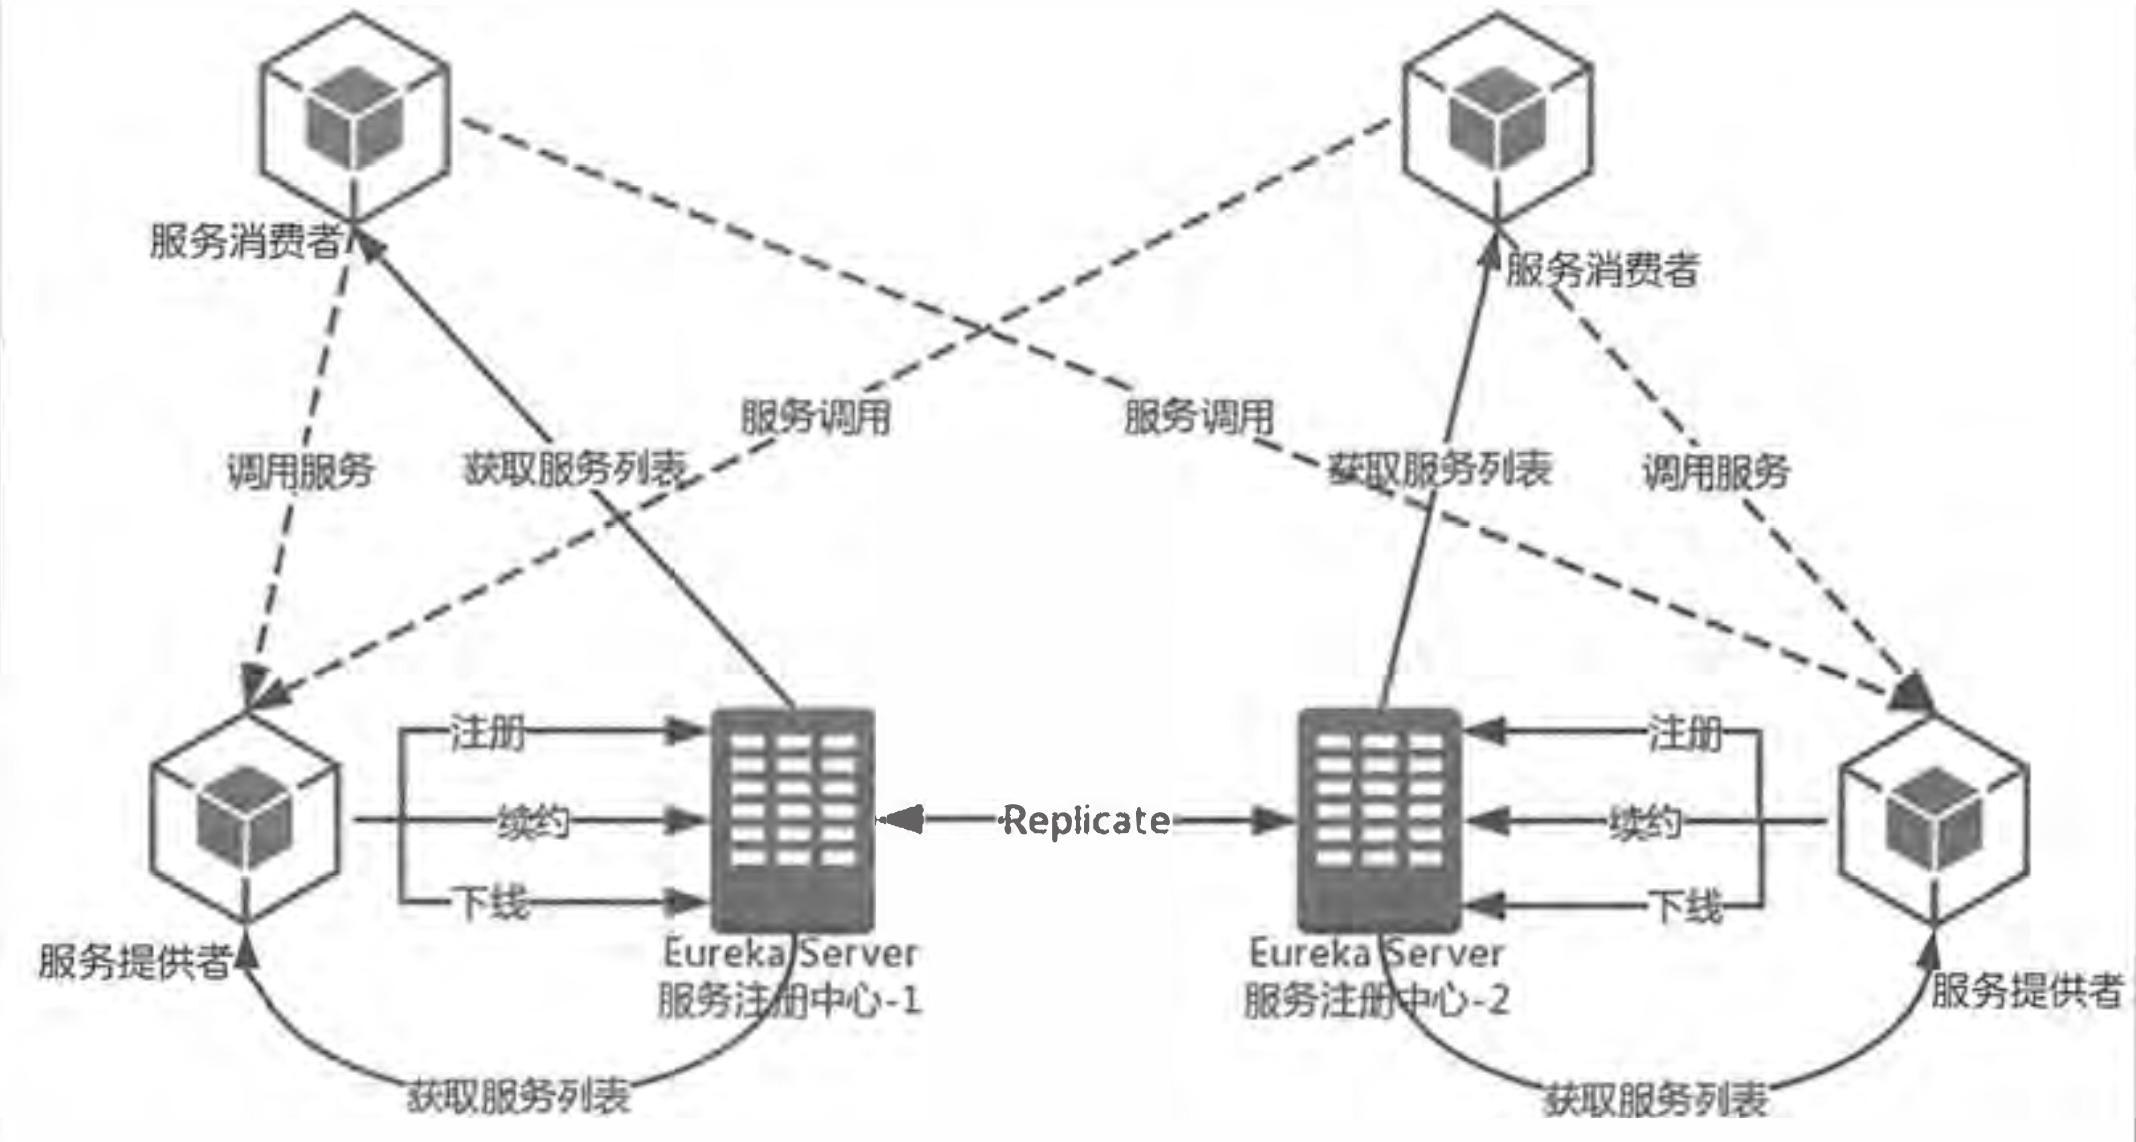 服务消费者
服务消费者
服务调用
服务调用
调用服务
获取服务列表
获取服务列表
调用服务
注册
注册
续约
Replicate
续约
下线
下线
服务提供者
Eureka Server
服务注册中心-1
Eureka Server
服务注册中心-2
服务提供者
获取服务列表
获取服务列表